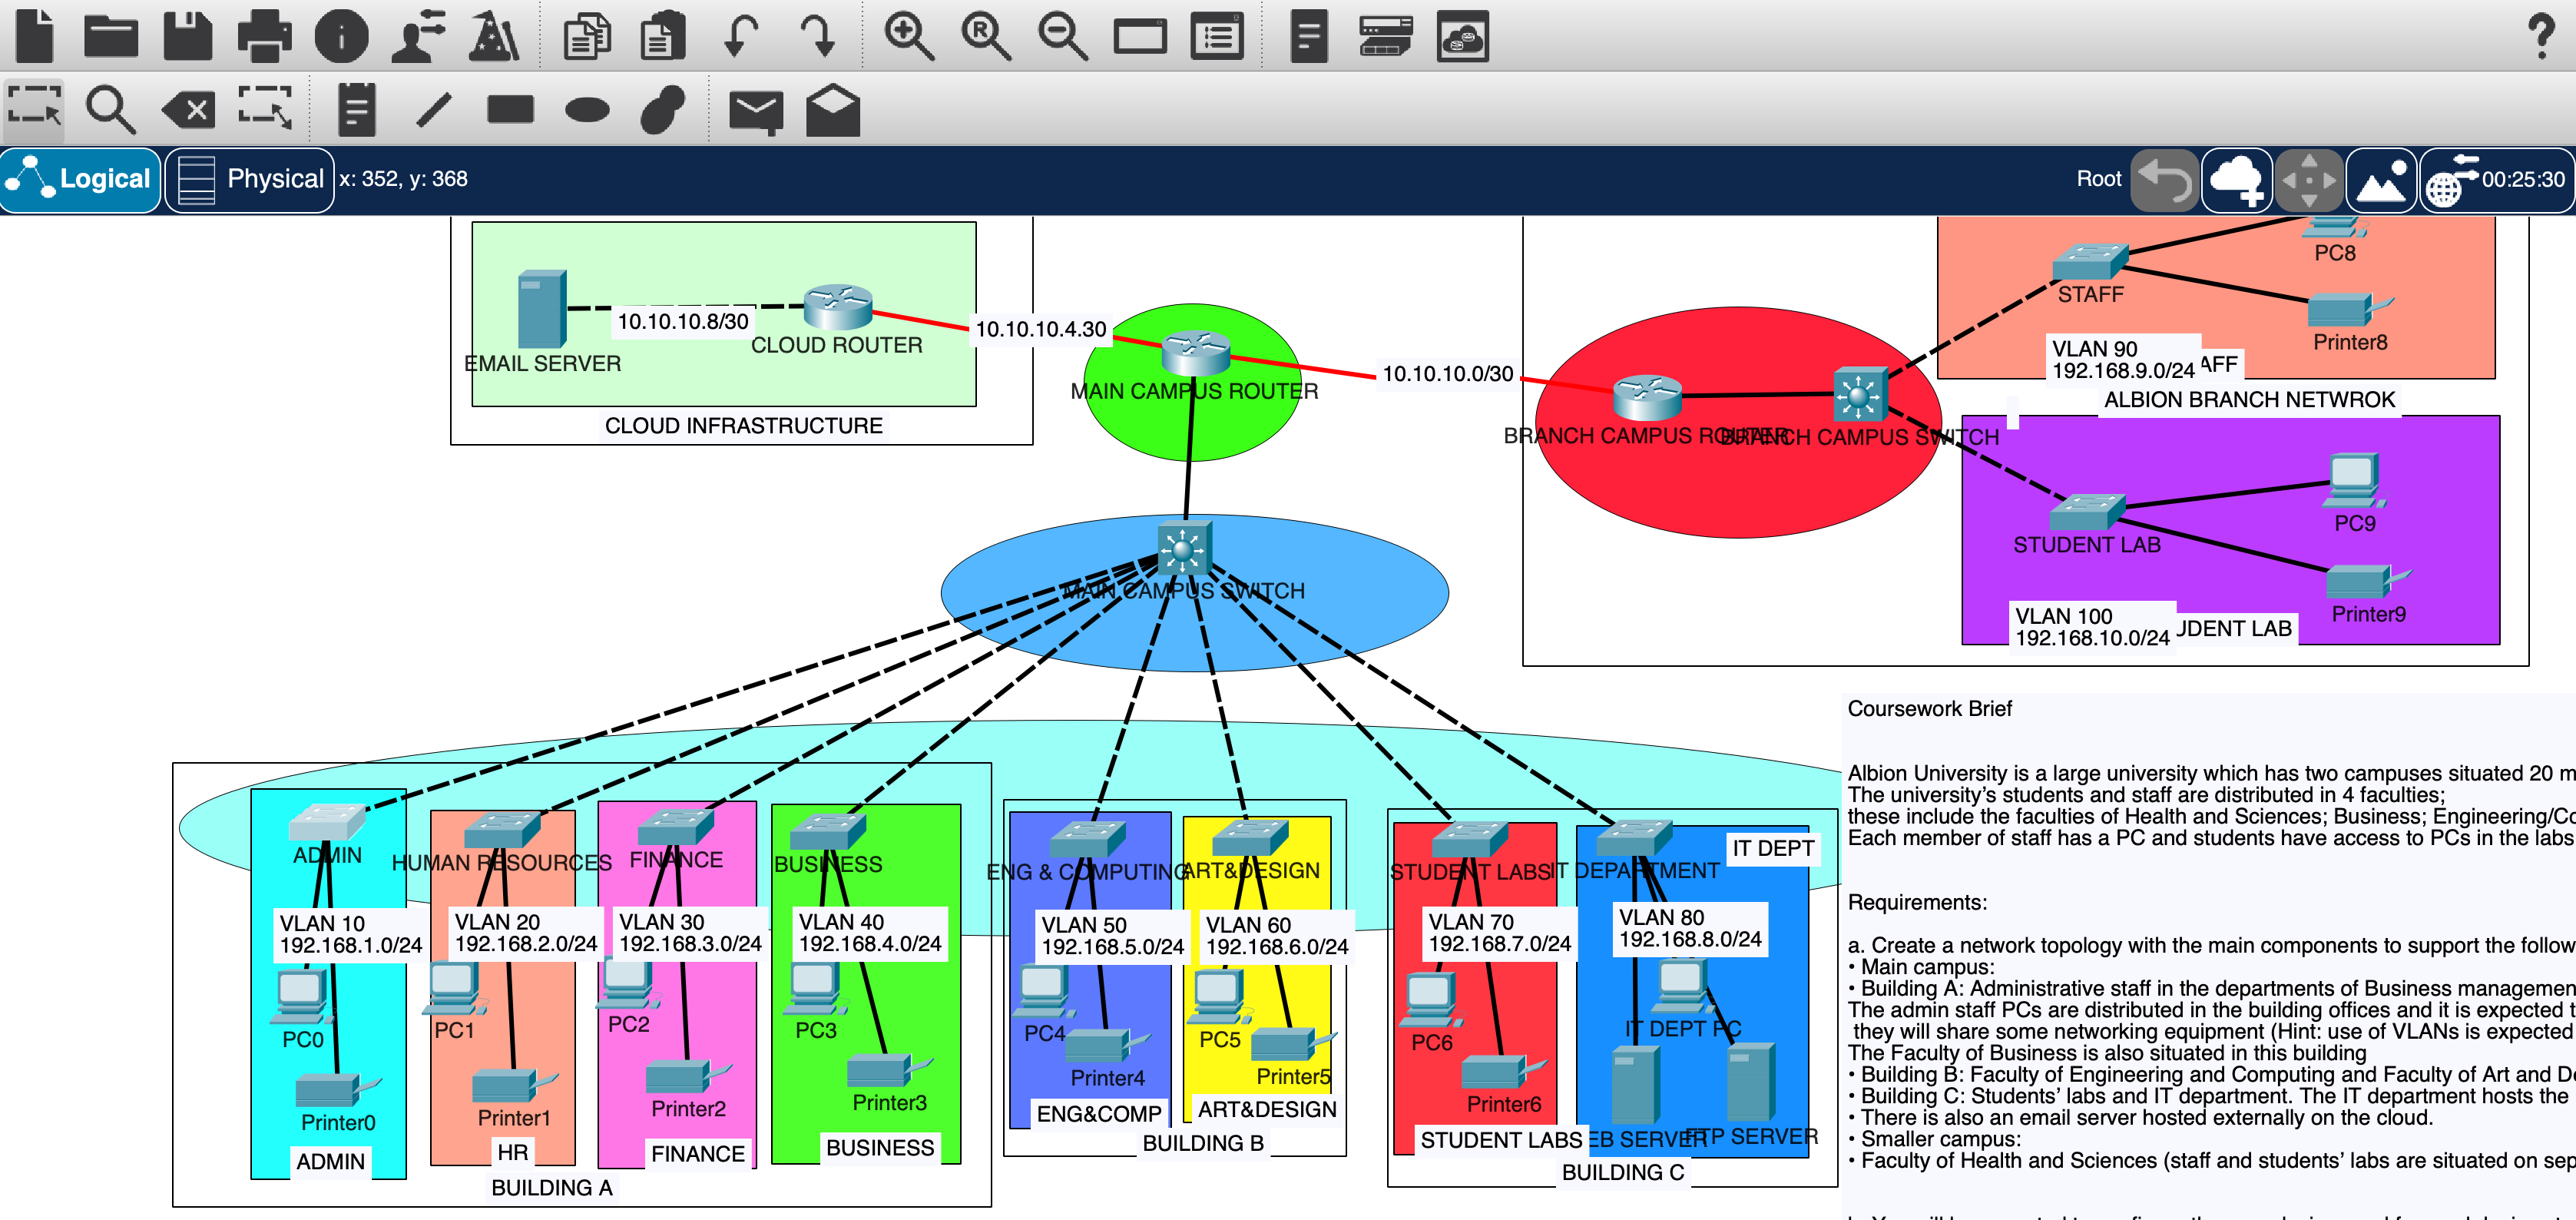 Logical
Physical
x: 352, y: 368
Root
00:25:30
EMAIL SERVER
10.10.10.8/30
CLOUD ROUTER
CLOUD INFRASTRUCTURE
10.10.10.4.30
MAIN CAMPUS ROUTER
10.10.10.0/30
BRANCH CAMPUS ROUTER
BRANCH CAMPUS SWITCH
PC8
STAFF
Printer8
VLAN 90
192.168.9.0/24
AFF
ALBION BRANCH NETWROK
PC9
STUDENT LAB
Printer9
VLAN 100
192.168.10.0/24
UDENT LAB
MAIN CAMPUS SWITCH
ADMIN
HUMAN RESOURCES
FINANCE
BUSINESS
ENG & COMPUTING
ART&DESIGN
STUDENT LABS
IT DEPARTMENT
IT DEPT
VLAN 10
192.168.1.0/24
VLAN 20
192.168.2.0/24
VLAN 30
192.168.3.0/24
VLAN 40
192.168.4.0/24
VLAN 50
192.168.5.0/24
VLAN 60
192.168.6.0/24
VLAN 70
192.168.7.0/24
VLAN 80
192.168.8.0/24
PC0
PC1
PC2
PC3
PC4
PC5
PC6
IT DEPT PC
Printer0
Printer1
Printer2
Printer3
Printer4
Printer5
Printer6
EB SERVER
FTP SERVER
ADMIN
HR
FINANCE
BUSINESS
ENG&COMP
ART&DESIGN
STUDENT LABS
BUILDING A
BUILDING B
BUILDING C
Coursework Brief
Albion University is a large university which has two campuses situated 20 m
The university's students and staff are distributed in 4 faculties;
these include the faculties of Health and Sciences; Business; Engineering/Co
Each member of staff has a PC and students have access to PCs in the labs
Requirements:
a. Create a network topology with the main components to support the follow
• Main campus:
• Building A: Administrative staff in the departments of Business managemen
The admin staff PCs are distributed in the building offices and it is expected t
they will share some networking equipment (Hint: use of VLANs is expected
The Faculty of Business is also situated in this building
• Building B: Faculty of Engineering and Computing and Faculty of Art and De
• Building C: Students' labs and IT department. The IT department hosts the
• There is also an email server hosted externally on the cloud.
• Smaller campus:
• Faculty of Health and Sciences (staff and students' labs are situated on sep